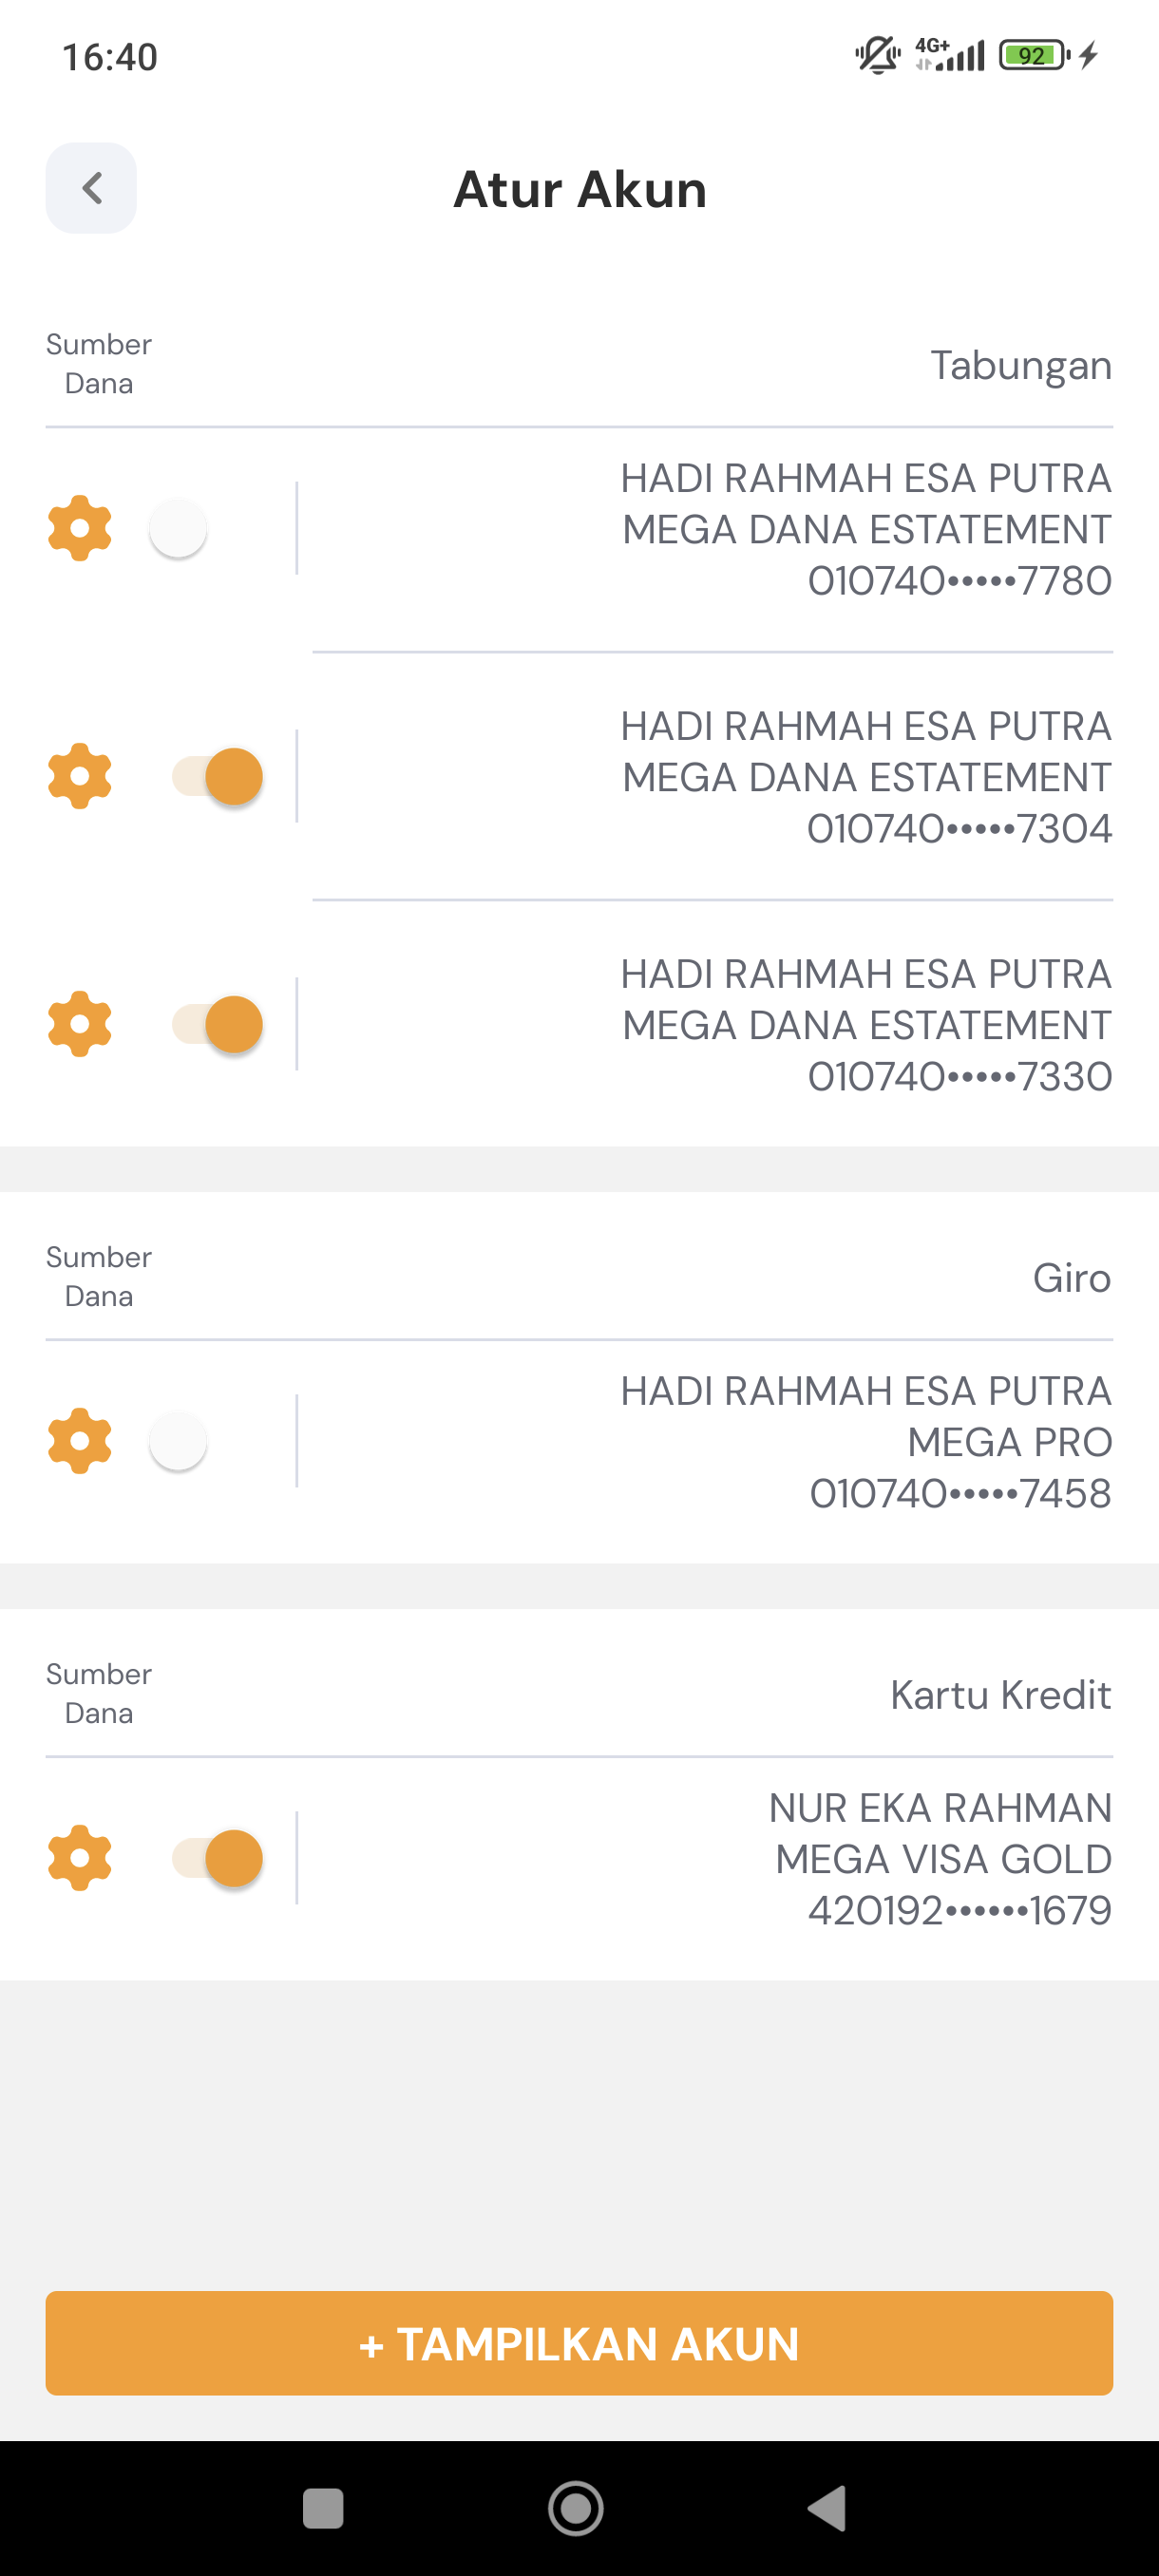 16:40
4G+
92
Atur Akun
Sumber
Dana
Tabungan
HADI RAHMAH ESA PUTRA
MEGA DANA ESTATEMENT
010740•••••7780
HADI RAHMAH ESA PUTRA
MEGA DANA ESTATEMENT
010740•••••7304
HADI RAHMAH ESA PUTRA
MEGA DANA ESTATEMENT
010740•••••7330
Sumber
Dana
Giro
HADI RAHMAH ESA PUTRA
MEGA PRO
010740•••••7458
Sumber
Dana
Kartu Kredit
NUR EKA RAHMAN
MEGA VISA GOLD
420192••••••1679
+ TAMPILKAN AKUN